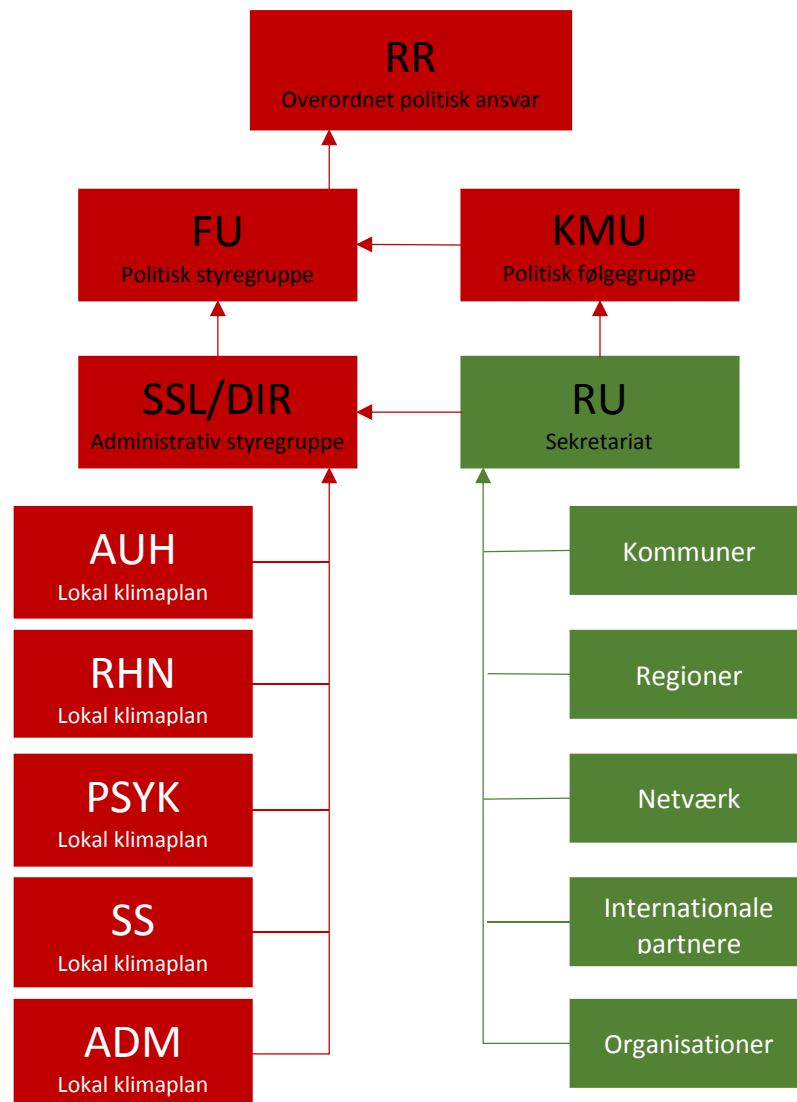 RR
Overordnet politisk ansvar
FU
Politisk styregruppe
KMU
Politisk følgegruppe
SSL/DIR
Administrativ styregruppe
RU
Sekretariat
AUH
Lokal klimaplan
RHN
Lokal klimaplan
PSYK
Lokal klimaplan
SS
Lokal klimaplan
ADM
Lokal klimaplan
Kommuner
Regioner
Netværk
Internationale
partnere
Organisationer